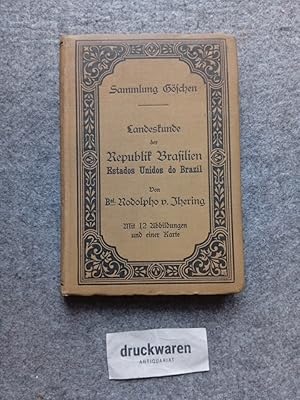 Sammlung Göschen
Landeskunde
der
Republik Brasilien
Estados Unidos do Brazil
Von
Bel. Rodolpho v. Ihering
Mit 12 Abbildungen
und einer Karte
druckwaren
ANTIQUARIAT